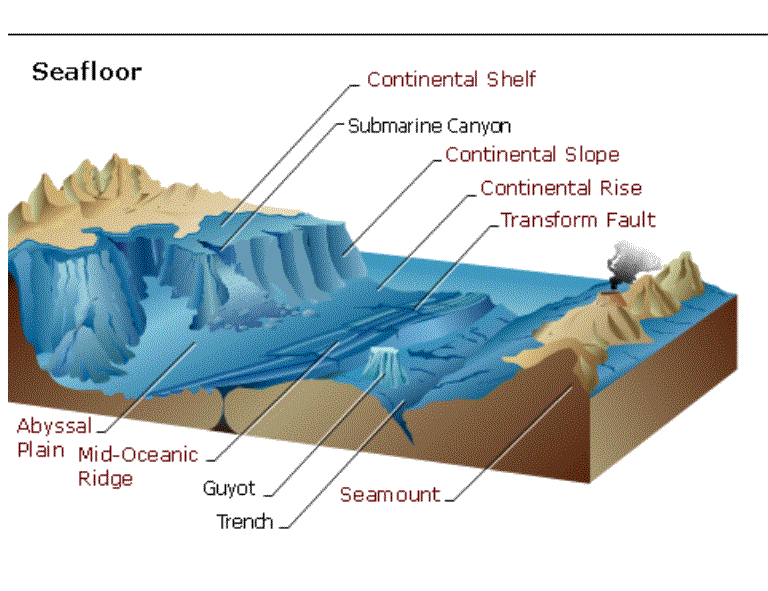 Seafloor
Continental Shelf
Submarine Canyon
Continental Slope
Continental Rise
Transform Fault
Abyssal
Plain
Mid-Oceanic
Ridge
Guyot
Seamount
Trench